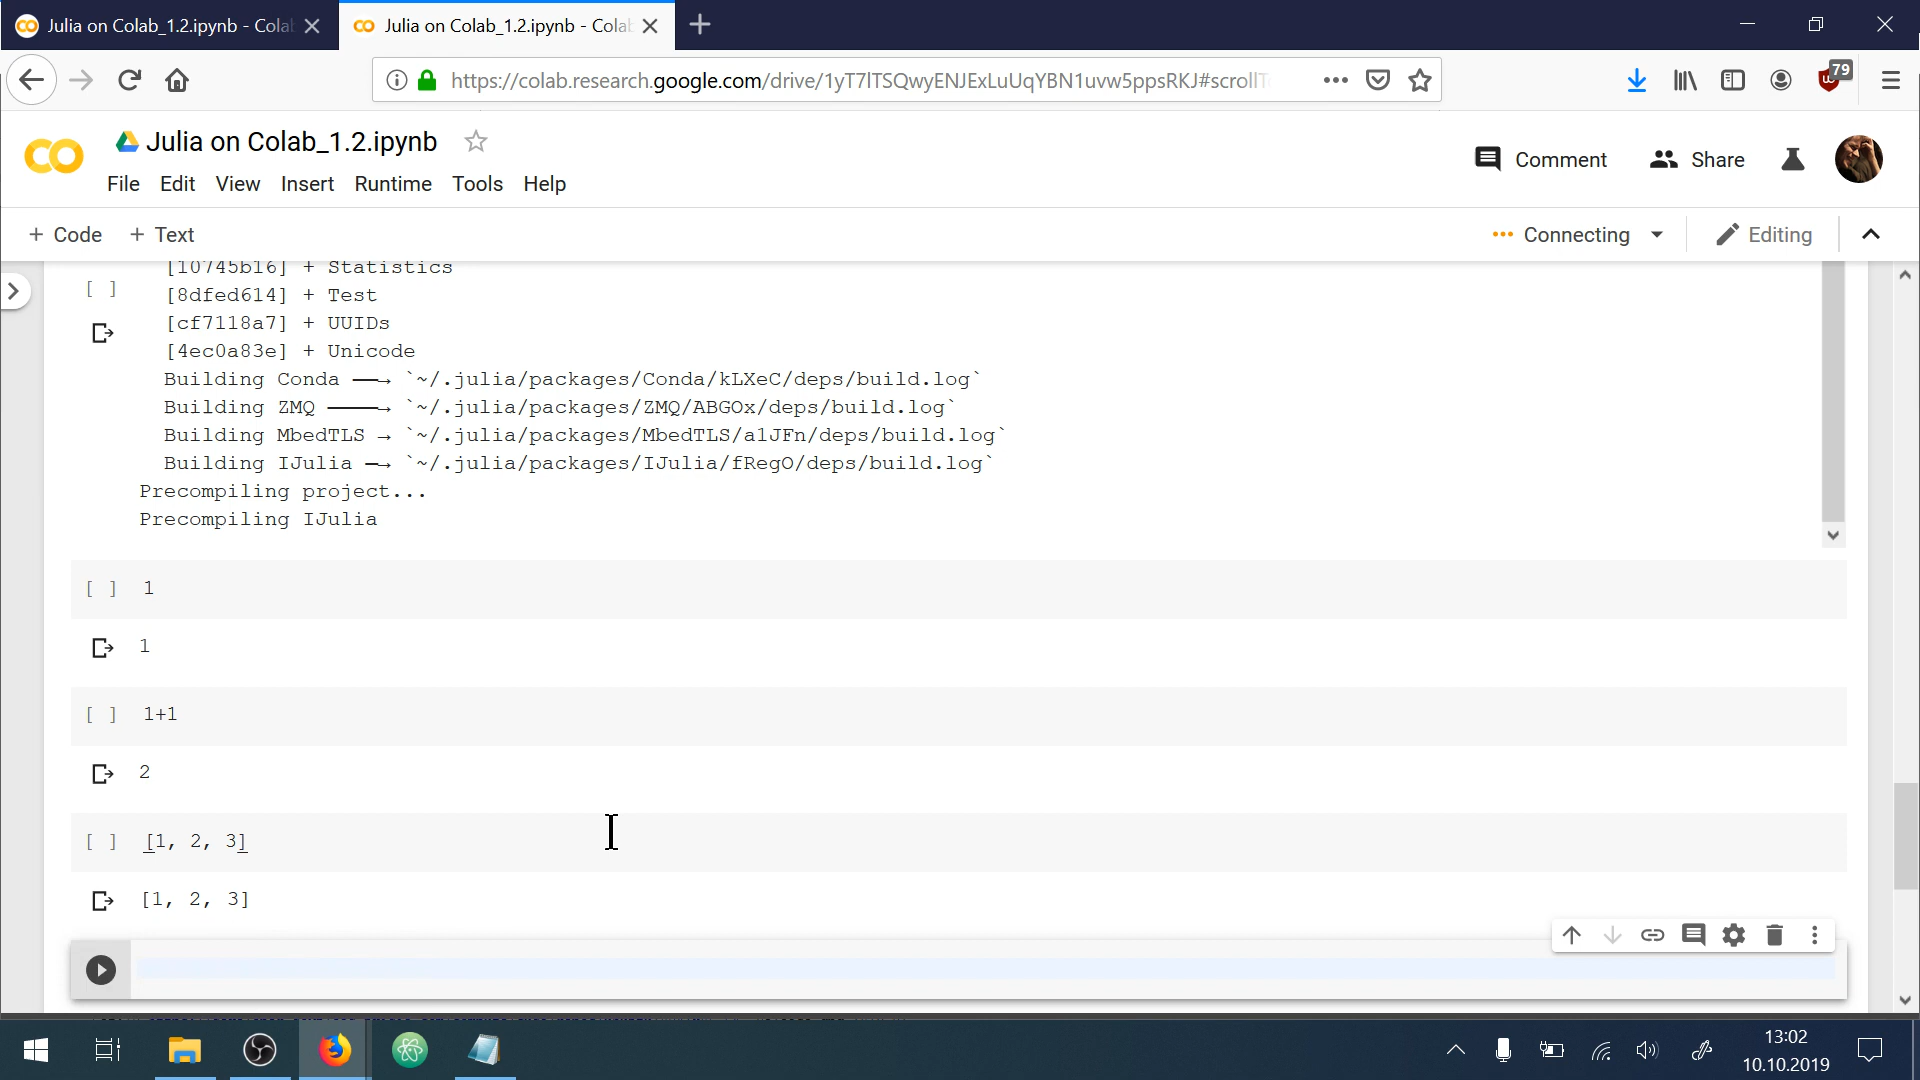 Julia on Colab_1.2.ipynb - Cola
Julia on Colab_1.2.ipynb - Cola
https://colab.research.google.com/drive/1yT7lTSQwyENJExLuUqYBN1uvw5ppsRKJ#scrollT
79
Julia on Colab_1.2.ipynb
Comment
Share
File Edit View Insert Runtime Tools Help
+ Code + Text
Connecting
Editing
[10745b16] + Statistics
[ ]
[8dfed614] + Test
[cf7118a7] + UUIDs
[4ec0a83e] + Unicode
Building Conda ──→ `~/.julia/packages/Conda/kLXeC/deps/build.log`
Building ZMQ ────→ `~/.julia/packages/ZMQ/ABGOx/deps/build.log`
Building MbedTLS → `~/.julia/packages/MbedTLS/a1JFn/deps/build.log`
Building IJulia ─→ `~/.julia/packages/IJulia/fRegO/deps/build.log`
Precompiling project...
Precompiling IJulia
[ ] 1
1
[ ] 1+1
2
[ ] [1, 2, 3]
[1, 2, 3]
13:02
10.10.2019